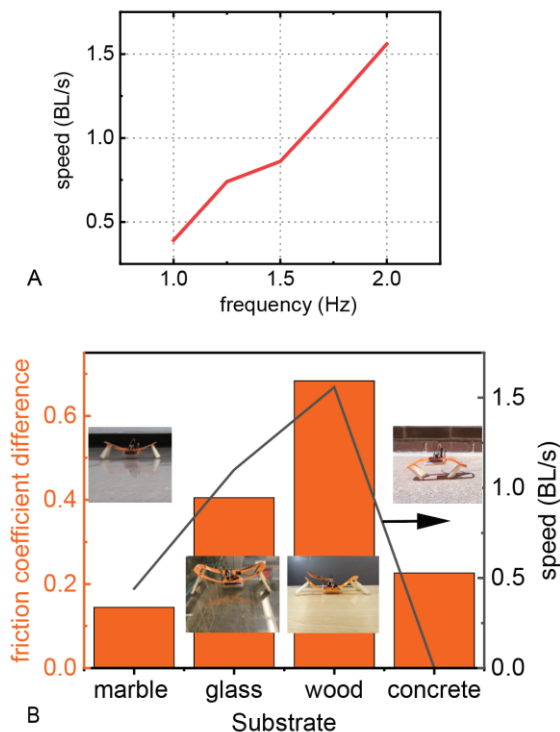 speed (BL/s)
1.5
1.0
0.5
1.0 1.5 2.0
frequency (Hz)
A
friction coefficient difference
0.6
0.4
0.2
0.0
1.5
1.0
0.5
0.0
speed (BL/s)
marble glass wood concrete
Substrate
B